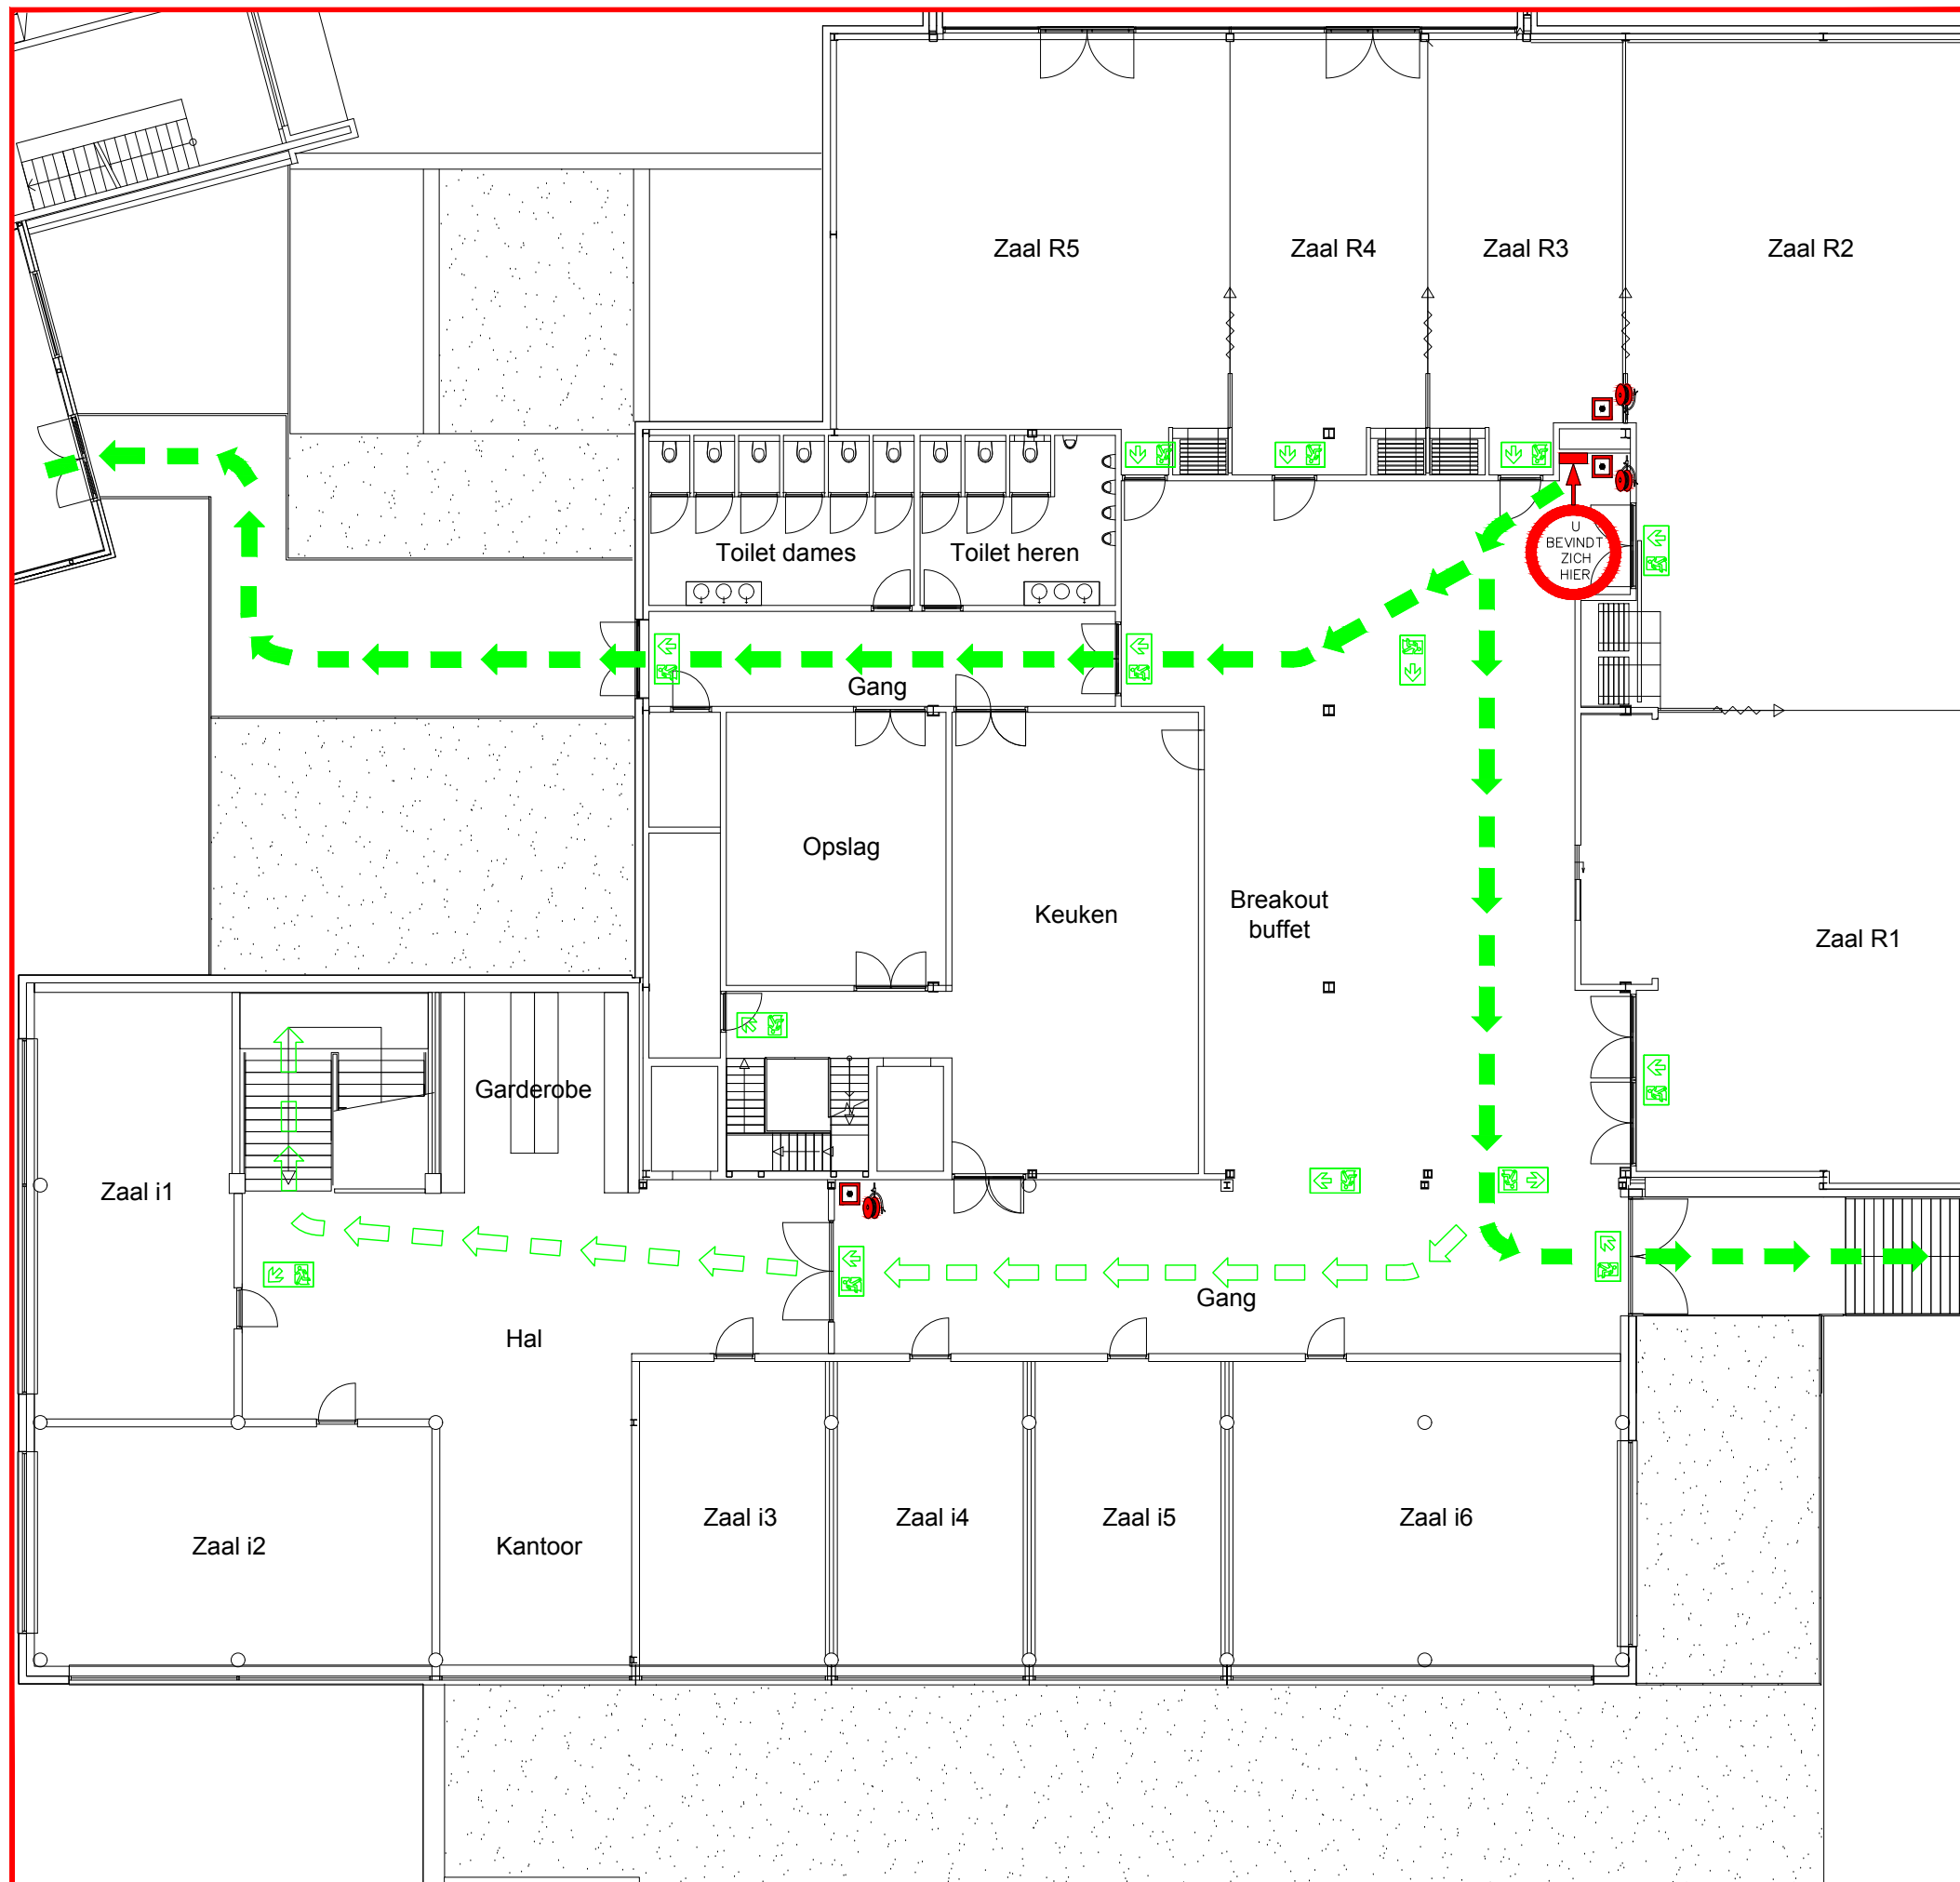 Zaal R5
Zaal R4
Zaal R3
Zaal R2
U
BEVINDT
ZICH
HIER
Toilet dames
Toilet heren
Gang
Opslag
Keuken
Breakout
buffet
Zaal R1
Garderobe
Zaal i1
Gang
Hal
Zaal i2
Kantoor
Zaal i3
Zaal i4
Zaal i5
Zaal i6